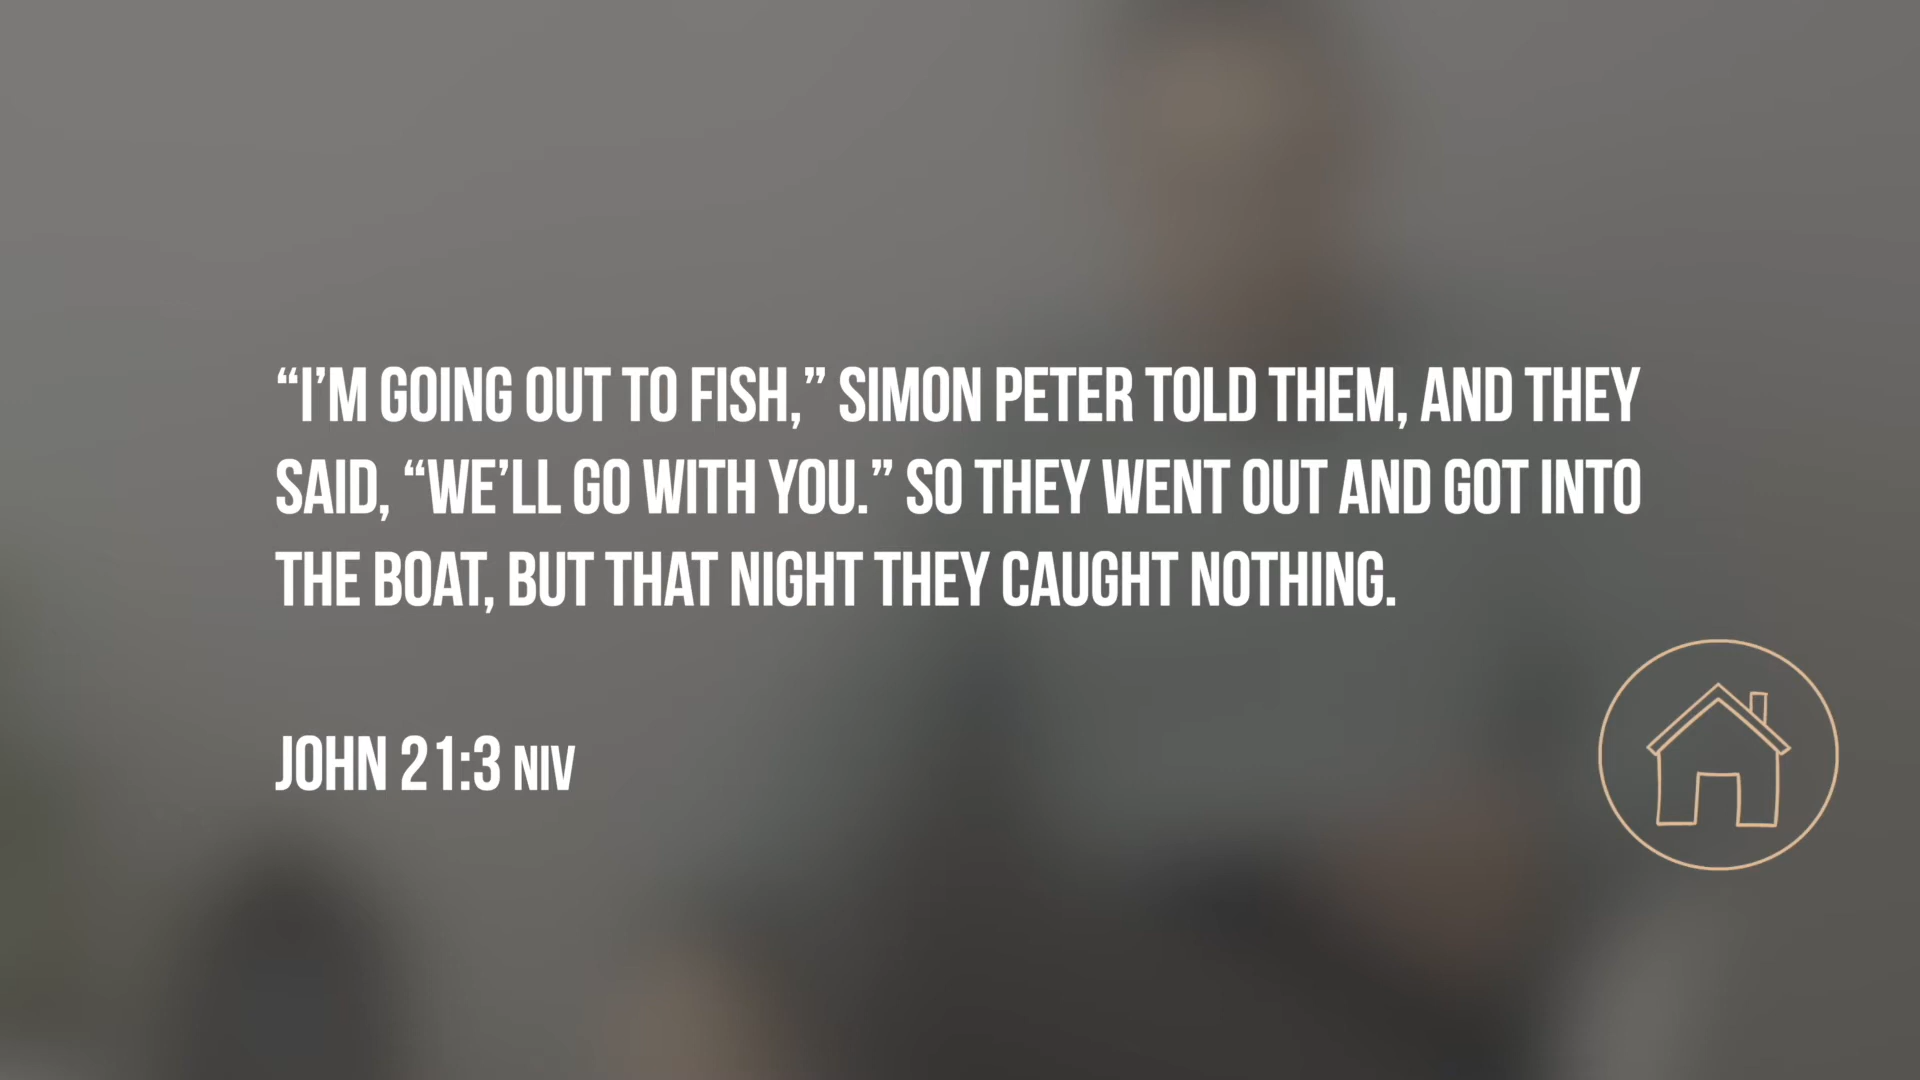 “I’M GOING OUT TO FISH,” SIMON PETER TOLD THEM, AND THEY
SAID, “WE’LL GO WITH YOU.” SO THEY WENT OUT AND GOT INTO
THE BOAT, BUT THAT NIGHT THEY CAUGHT NOTHING.
JOHN 21:3 NIV